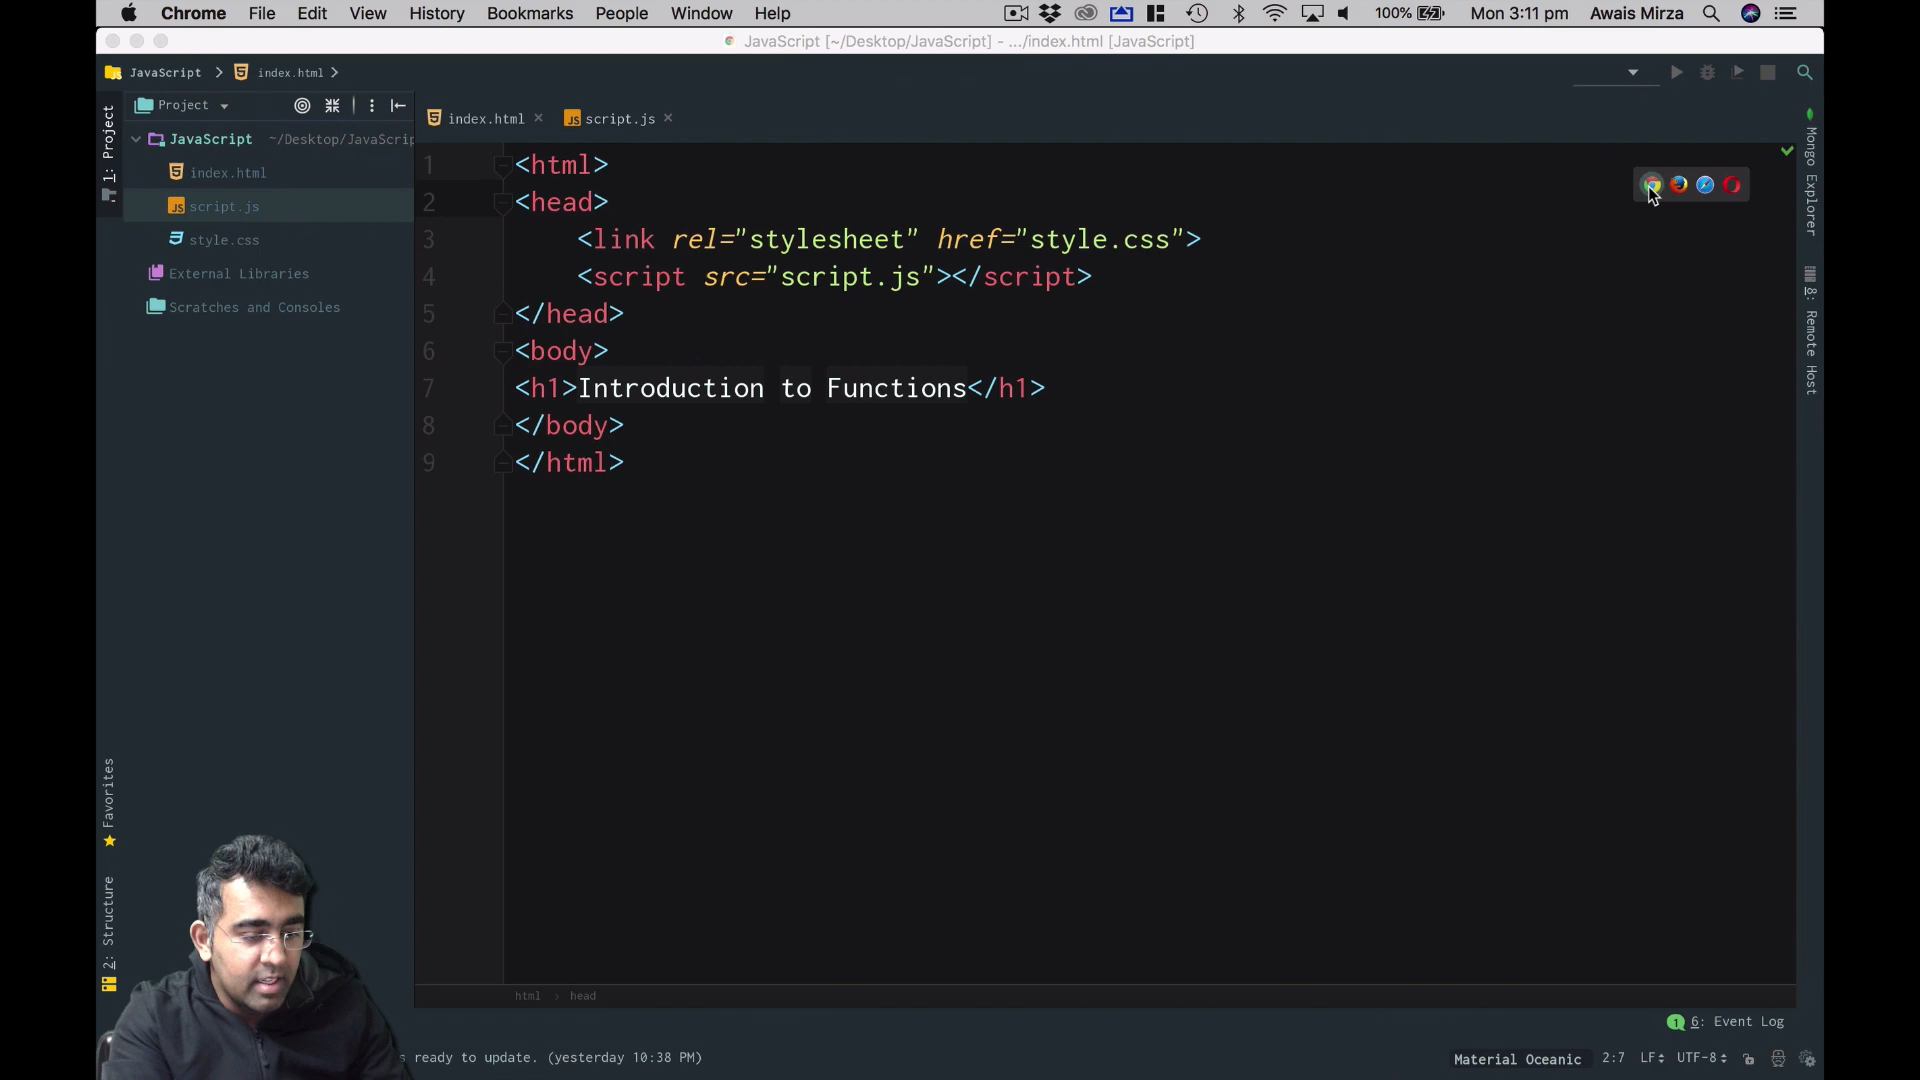 Chrome File Edit View History Bookmarks People Window Help 100% Mon 3:11 pm Awais Mirza
JavaScript [~/Desktop/JavaScript] - .../index.html [JavaScript]
JavaScript index.html
Project
index.html script.js
JavaScript ~/Desktop/JavaScrip
index.html
script.js
style.css
External Libraries
Scratches and Consoles
1: Project
Favorites
2: Structure
1 <html>
2 <head>
3 <link rel="stylesheet" href="style.css">
4 <script src="script.js"></script>
5 </head>
6 <body>
7 <h1>Introduction to Functions</h1>
8 </body>
9 </html>
Mongo Explorer
8: Remote Host
html › head
1 6: Event Log
s ready to update. (yesterday 10:38 PM)
Material Oceanic 2:7 LF UTF-8